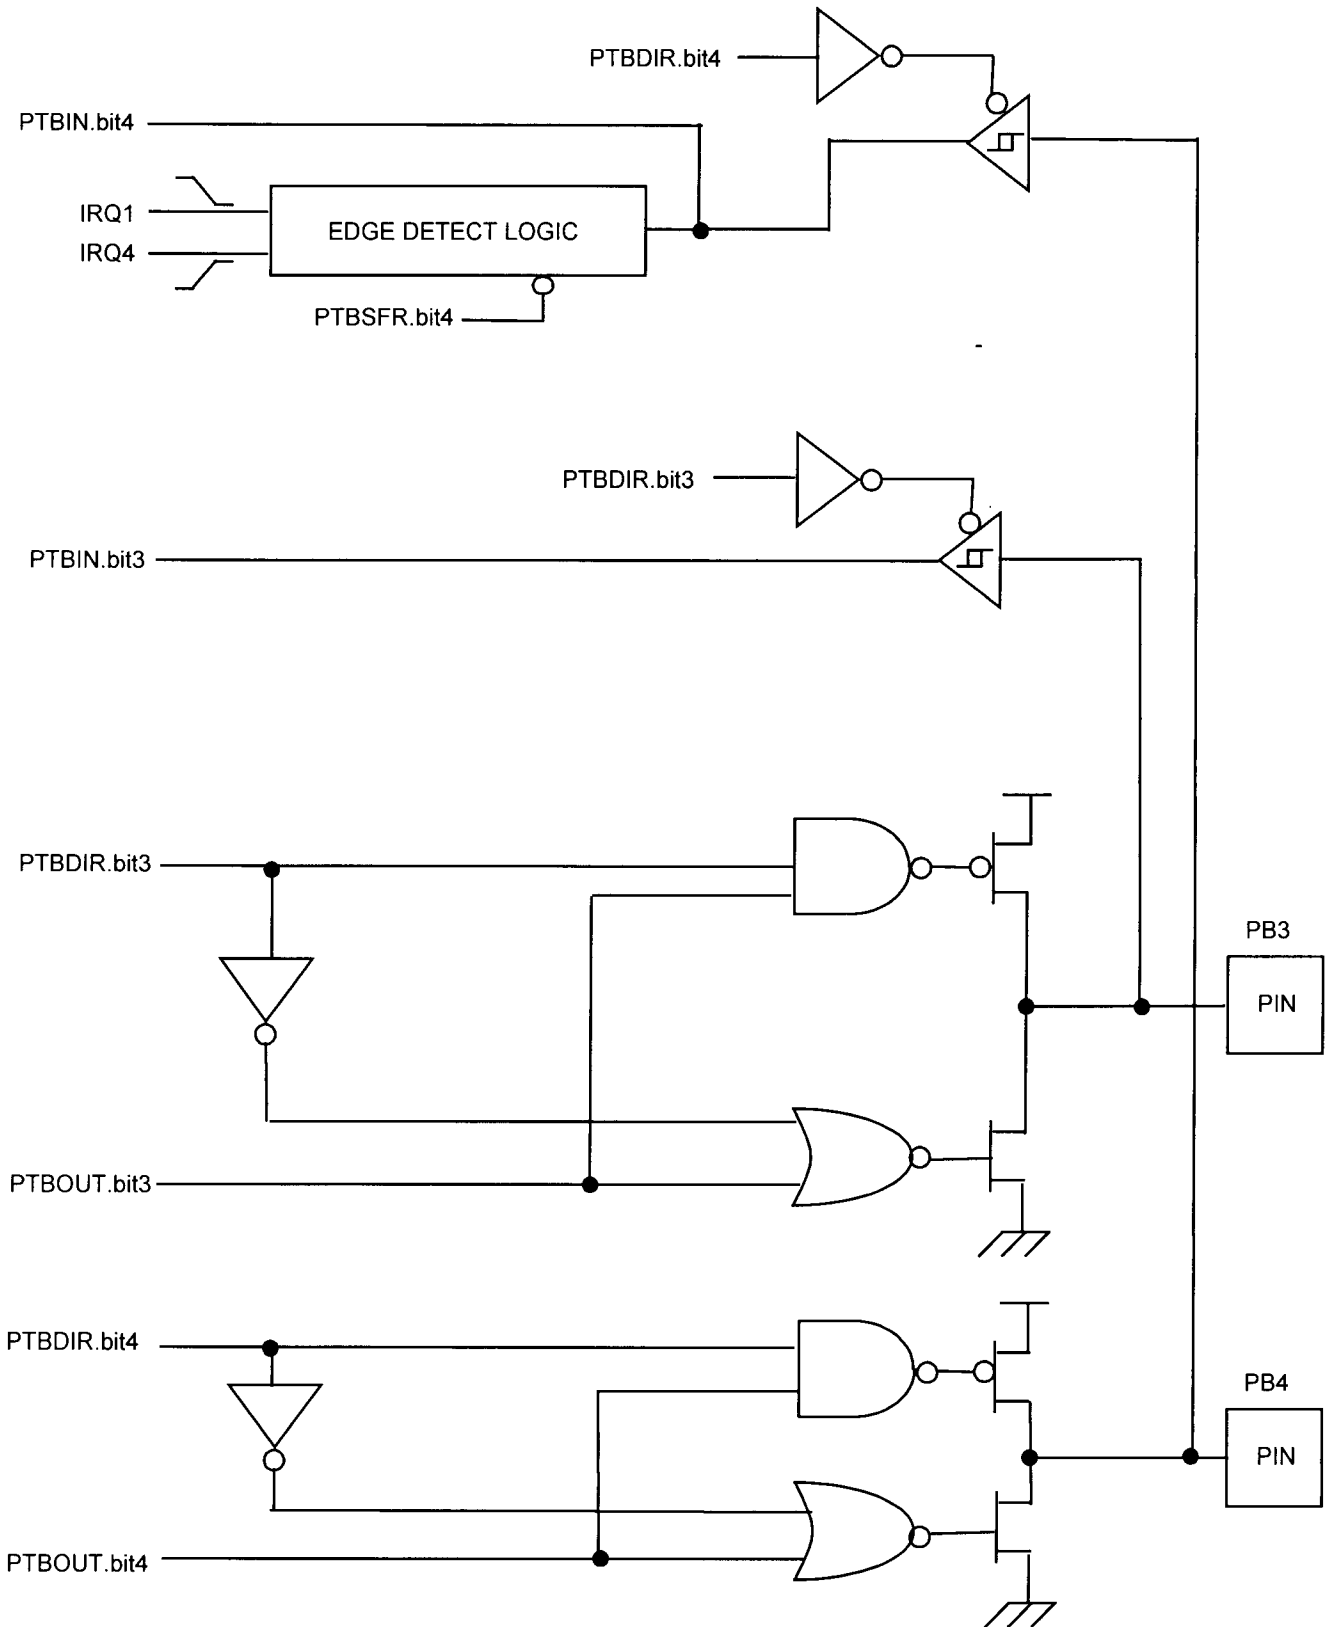 PTBDIR.bit4
PTBIN.bit4
IRQ1
EDGE DETECT LOGIC
IRQ4
PTBSFR.bit4
PTBDIR.bit3
PTBIN.bit3
PTBDIR.bit3
PB3
PIN
PTBOUT.bit3
PTBDIR.bit4
PB4
PIN
PTBOUT.bit4